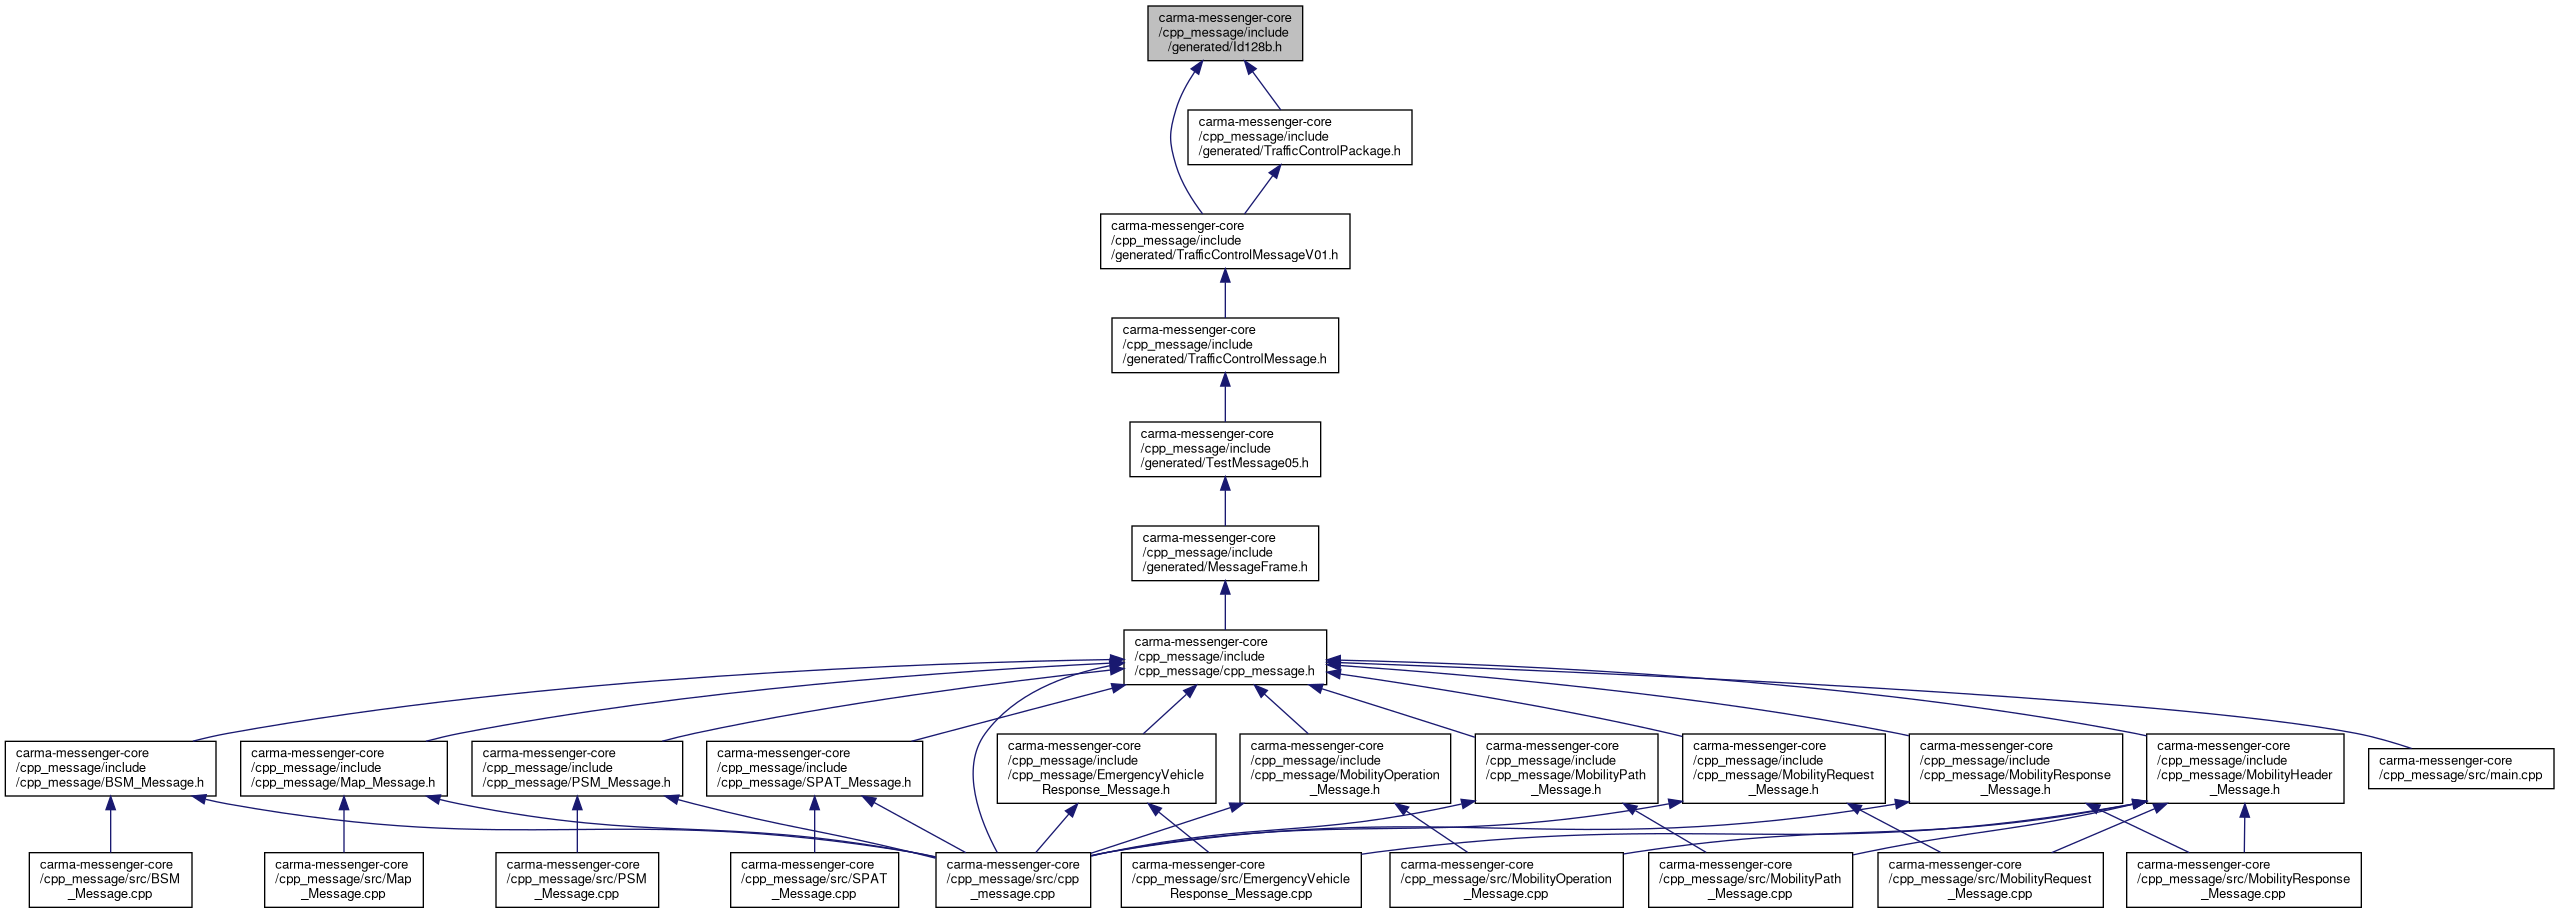 carma-messenger-core
/cpp_message/include
/generated/Id128b.h
carma-messenger-core
/cpp_message/include
/generated/TrafficControlPackage.h
carma-messenger-core
/cpp_message/include
/generated/TrafficControlMessageV01.h
carma-messenger-core
/cpp_message/include
/generated/TrafficControlMessage.h
carma-messenger-core
/cpp_message/include
/generated/TestMessage05.h
carma-messenger-core
/cpp_message/include
/generated/MessageFrame.h
carma-messenger-core
/cpp_message/include
/cpp_message/cpp_message.h
carma-messenger-core
/cpp_message/include
/cpp_message/BSM_Message.h
carma-messenger-core
/cpp_message/include
/cpp_message/Map_Message.h
carma-messenger-core
/cpp_message/include
/cpp_message/PSM_Message.h
carma-messenger-core
/cpp_message/include
/cpp_message/SPAT_Message.h
carma-messenger-core
/cpp_message/include
/cpp_message/EmergencyVehicle
Response_Message.h
carma-messenger-core
/cpp_message/include
/cpp_message/MobilityOperation
_Message.h
carma-messenger-core
/cpp_message/include
/cpp_message/MobilityPath
_Message.h
carma-messenger-core
/cpp_message/include
/cpp_message/MobilityRequest
_Message.h
carma-messenger-core
/cpp_message/include
/cpp_message/MobilityResponse
_Message.h
carma-messenger-core
/cpp_message/include
/cpp_message/MobilityHeader
_Message.h
carma-messenger-core
/cpp_message/src/main.cpp
carma-messenger-core
/cpp_message/src/BSM
_Message.cpp
carma-messenger-core
/cpp_message/src/Map
_Message.cpp
carma-messenger-core
/cpp_message/src/PSM
_Message.cpp
carma-messenger-core
/cpp_message/src/SPAT
_Message.cpp
carma-messenger-core
/cpp_message/src/cpp
_message.cpp
carma-messenger-core
/cpp_message/src/EmergencyVehicle
Response_Message.cpp
carma-messenger-core
/cpp_message/src/MobilityOperation
_Message.cpp
carma-messenger-core
/cpp_message/src/MobilityPath
_Message.cpp
carma-messenger-core
/cpp_message/src/MobilityRequest
_Message.cpp
carma-messenger-core
/cpp_message/src/MobilityResponse
_Message.cpp